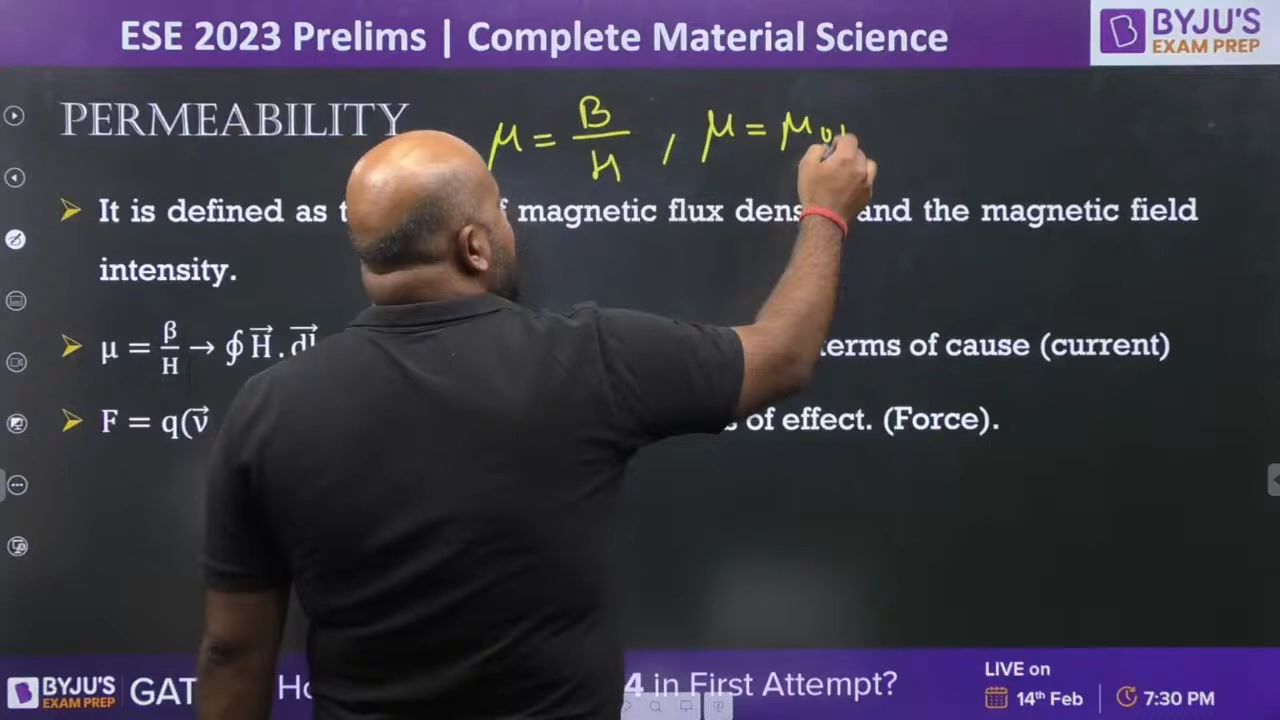 ESE 2023 Prelims | Complete Material Science
BYJU'S
EXAM PREP
PERMEABILITY
μ = B/H , μ = μ₀
It is defined as magnetic flux and the magnetic field
intensity.
μ = β/H → ∮ H⃗ . d⃗l terms of cause (current)
F = q(v⃗ of effect. (Force).
BYJU'S
EXAM PREP
GAT 4 in First Attempt?
LIVE on
14th Feb | 7:30 PM